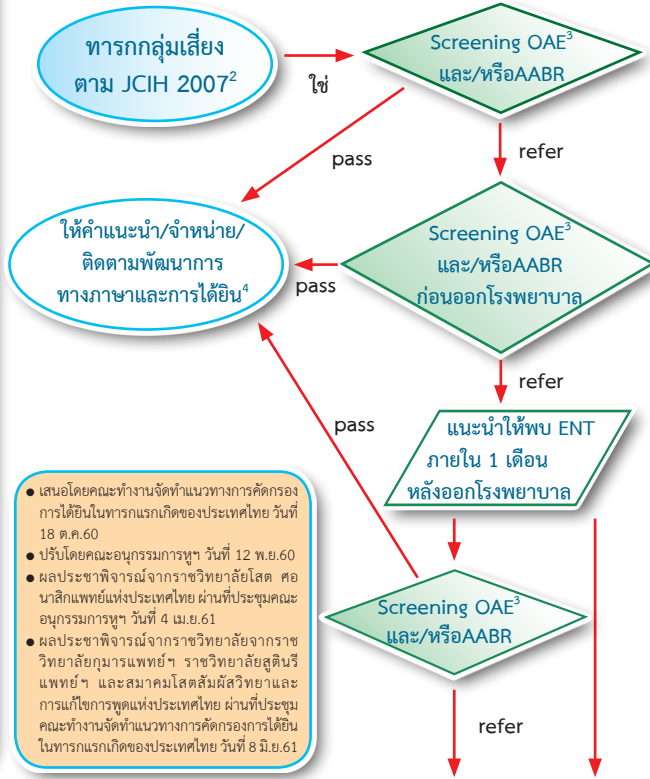 ทารกกลุ่มเสี่ยง
ตาม JCIH 2007²
ใช่
Screening OAE³
และ/หรือAABR
pass
refer
ให้คำแนะนำ/จำหน่าย/
ติดตามพัฒนาการ
ทางภาษาและการได้ยิน⁴
pass
Screening OAE³
และ/หรือAABR
ก่อนออกโรงพยาบาล
refer
pass
แนะนำให้พบ ENT
ภายใน 1 เดือน
หลังออกโรงพยาบาล
Screening OAE³
และ/หรือAABR
refer
● เสนอโดยคณะทำงานจัดทำแนวทางการคัดกรอง
การได้ยินในทารกแรกเกิดของประเทศไทย วันที่
18 ต.ค.60
● ปรับโดยคณะอนุกรรมการหูฯ วันที่ 12 พ.ย.60
● ผลประชาพิจารณ์จากราชวิทยาลัยโสต ศอ
นาสิกแพทย์แห่งประเทศไทย ผ่านที่ประชุมคณะ
อนุกรรมการหูฯ วันที่ 4 เม.ย.61
● ผลประชาพิจารณ์จากราชวิทยาลัยจากราช
วิทยาลัยกุมารแพทย์ฯ ราชวิทยาลัยสูตินรี
แพทย์ฯ และสมาคมโสตสัมผัสวิทยาและ
การแก้ไขการพูดแห่งประเทศไทย ผ่านที่ประชุม
คณะทำงานจัดทำแนวทางการคัดกรองการได้ยิน
ในทารกแรกเกิดของประเทศไทย วันที่ 8 มิ.ย.61